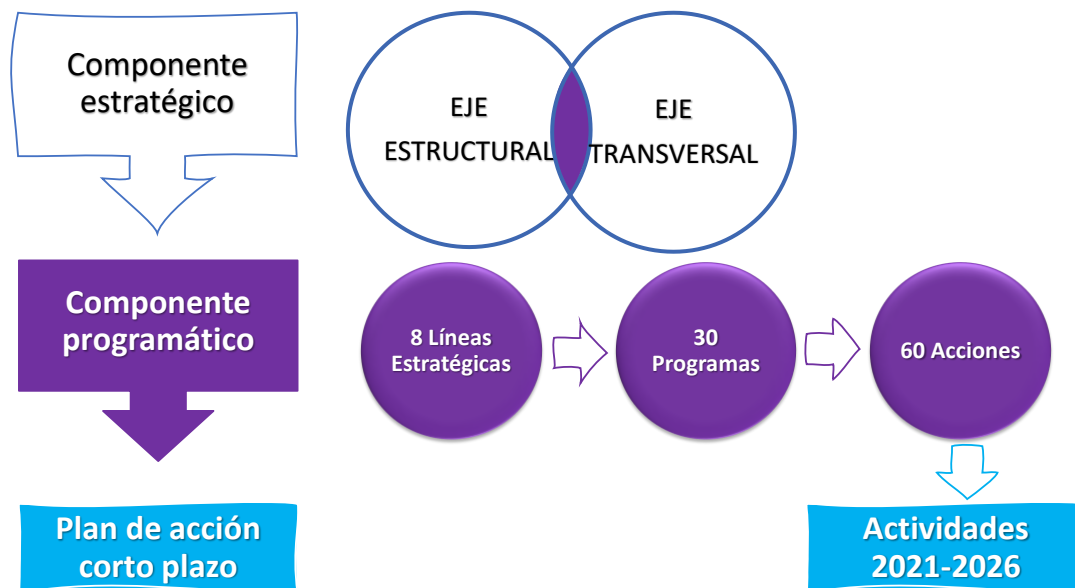 Componente
estratégico
EJE
ESTRUCTURAL
EJE
TRANSVERSAL
Componente
programático
8 Líneas
Estratégicas
30
Programas
60 Acciones
Plan de acción
corto plazo
Actividades
2021-2026